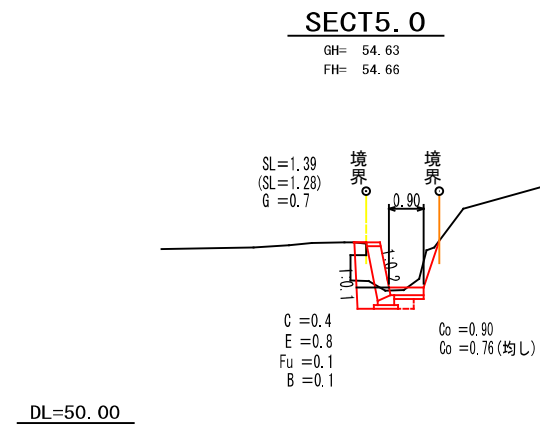 SECT5.0
GH= 54.63
FH= 54.66
SL=1.39
(SL=1.28)
G =0.7
境界
境界
0.90
1:0.2
1:0.1
C =0.4
E =0.8
Fu =0.1
B =0.1
Co =0.90
Co =0.76(均し)
DL=50.00